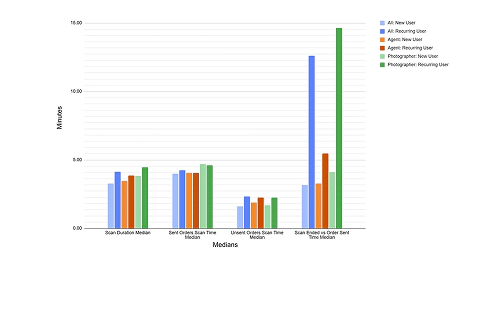 15.00
10.00
5.00
0.00
Minutes
Scan Duration Median
Sent Orders Scan Time
Median
Unsent Orders Scan Time
Median
Scan Ended vs Order Sent
Time Median
Medians
All: New User
All: Recurring User
Agent: New User
Agent: Recurring User
Photographer: New User
Photographer: Recurring User